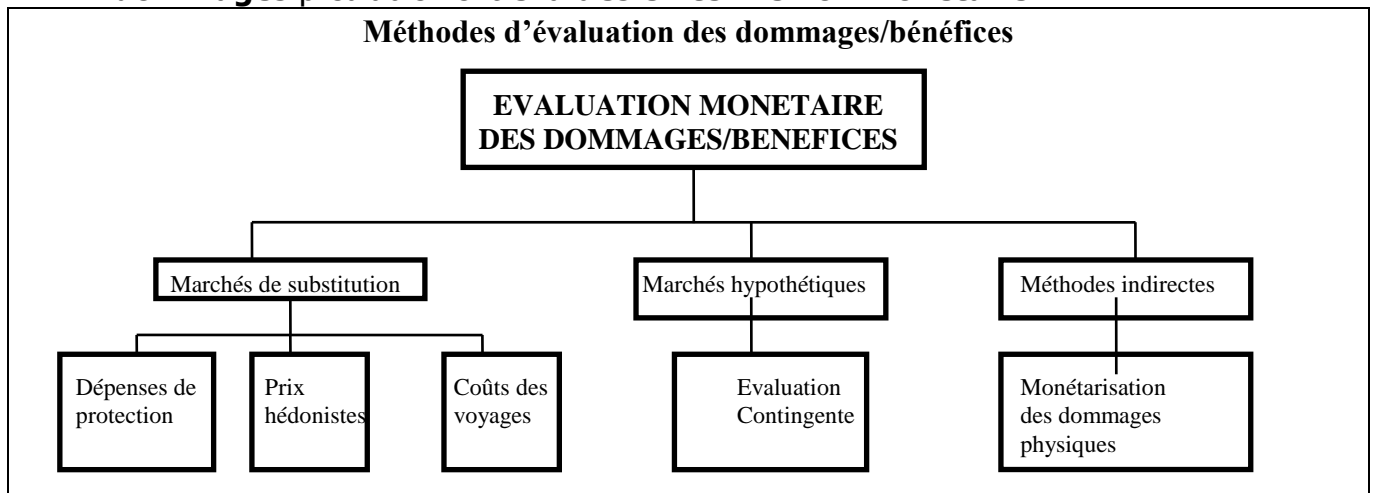 Méthodes d’évaluation des dommages/bénéfices
EVALUATION MONETAIRE
DES DOMMAGES/BENEFICES
Marchés de substitution
Marchés hypothétiques
Méthodes indirectes
Dépenses de
protection
Prix
hédonistes
Coûts des
voyages
Evaluation
Contingente
Monétarisation
des dommages
physiques